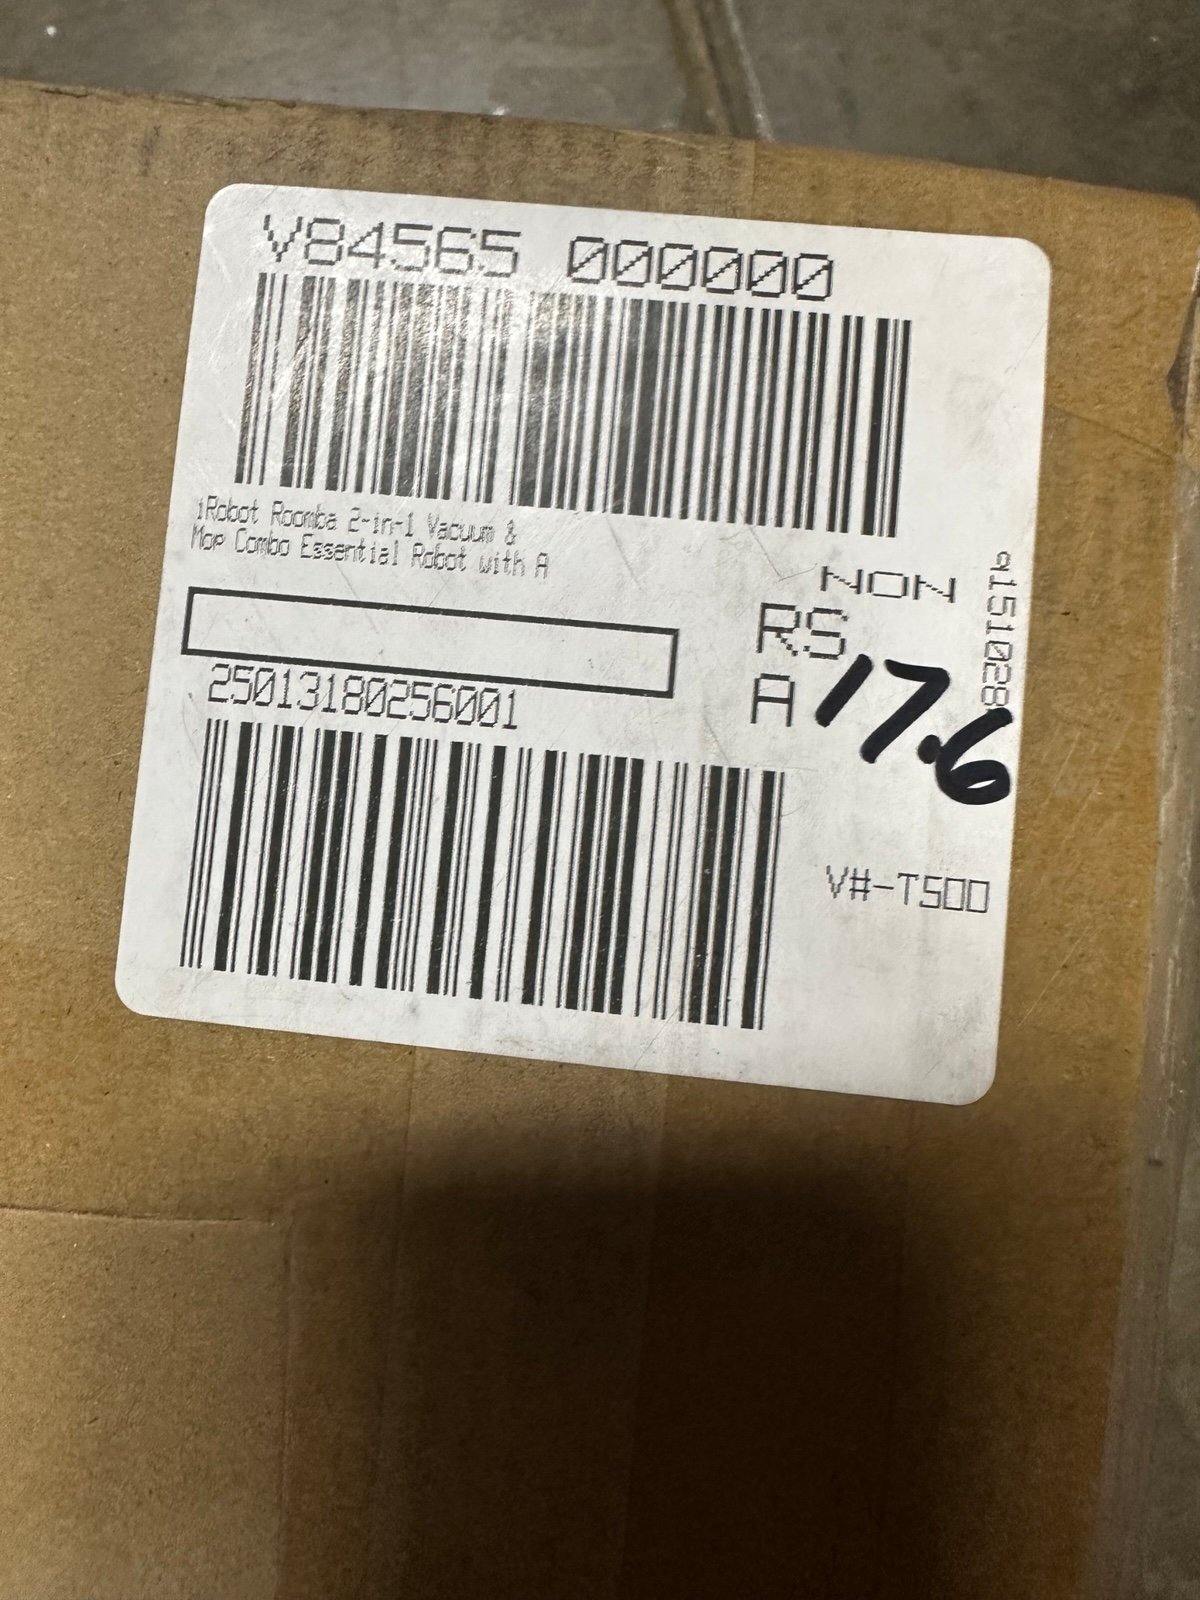 V84565 000000
iRobot Roomba 2-in-1 Vacuum &
Mop Combo Essential Robot with A
NON
RS
A
17.6
q151028
25013180256001
V#-T500